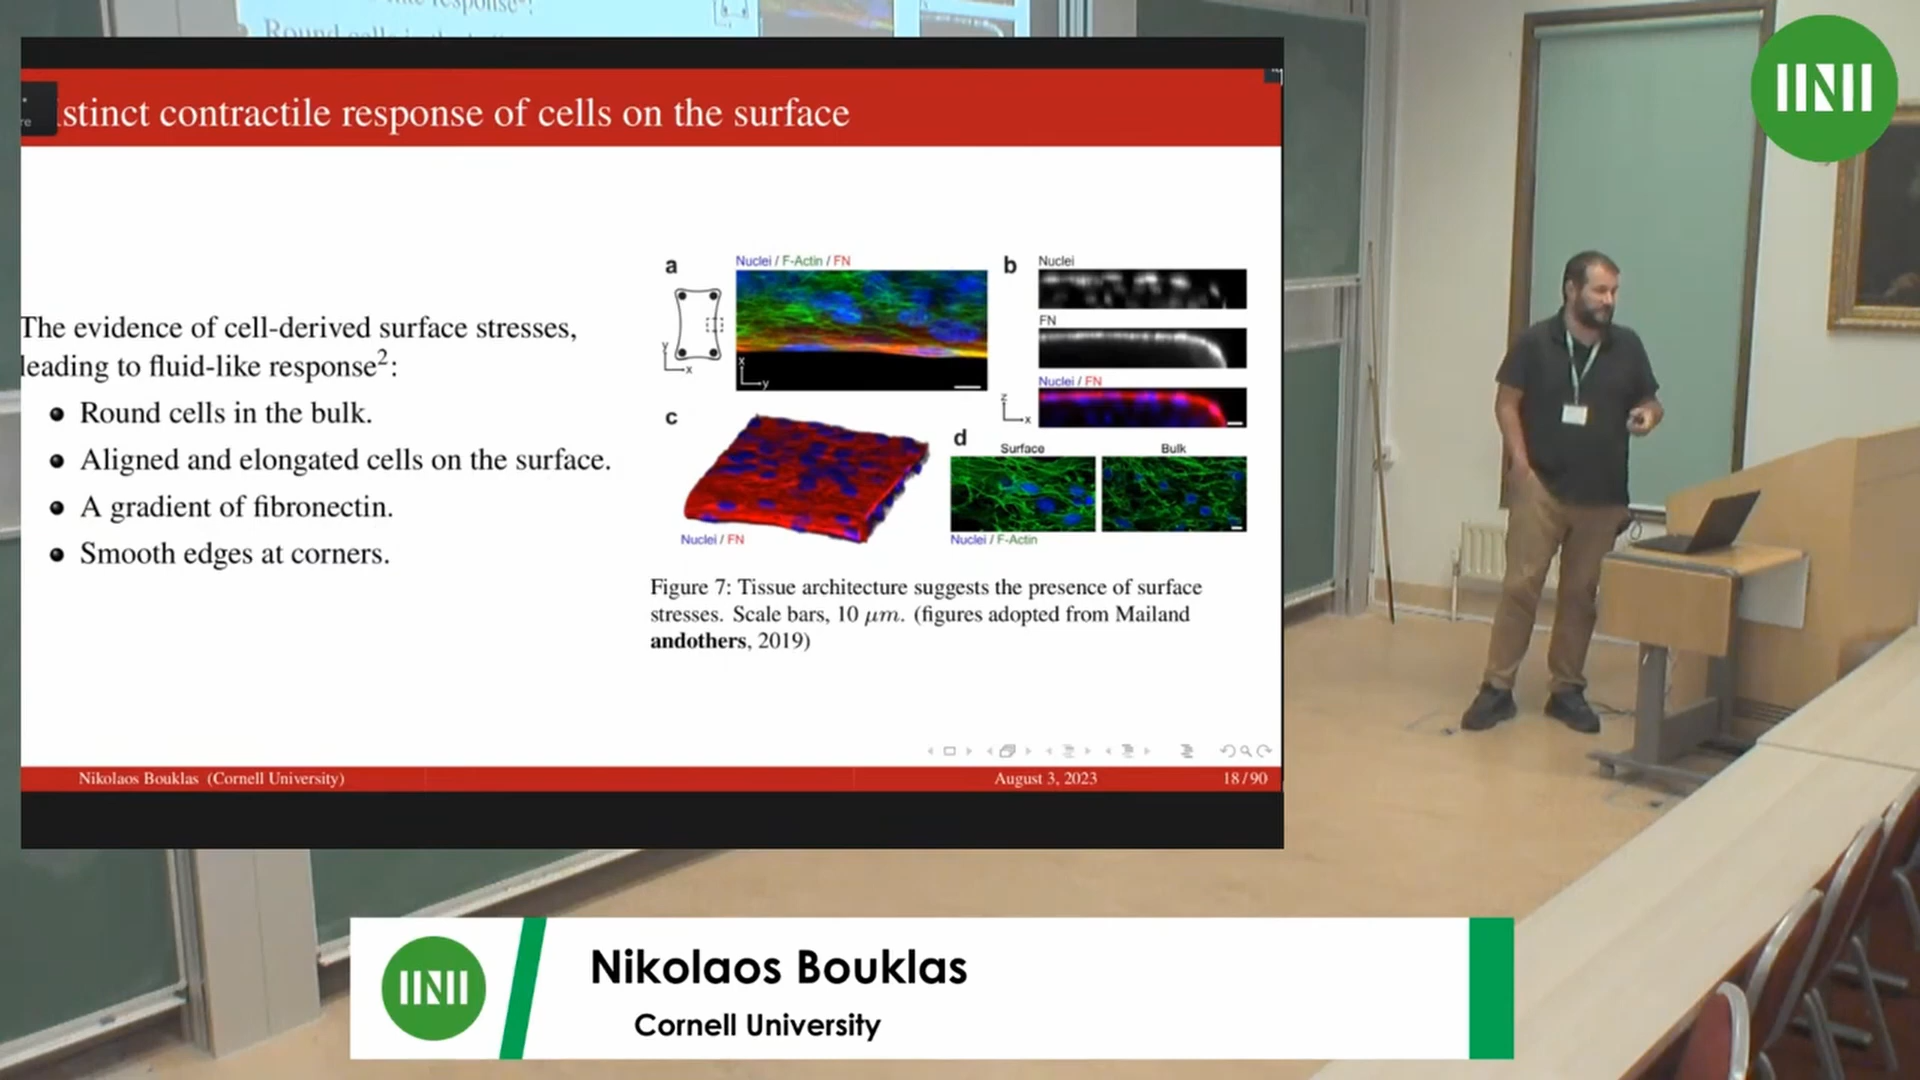 stinct contractile response of cells on the surface
The evidence of cell-derived surface stresses,
leading to fluid-like response2:
Round cells in the bulk.
Aligned and elongated cells on the surface.
A gradient of fibronectin.
Smooth edges at corners.
a
Nuclei / F-Actin / FN
y
x
x
y
b
Nuclei
FN
Nuclei / FN
z
x
c
Nuclei / FN
d
Surface
Bulk
Nuclei / F-Actin
Figure 7: Tissue architecture suggests the presence of surface
stresses. Scale bars, 10 μm. (figures adopted from Mailand
andothers, 2019)
Nikolaos Bouklas (Cornell University)
August 3, 2023
18/90
Nikolaos Bouklas
Cornell University